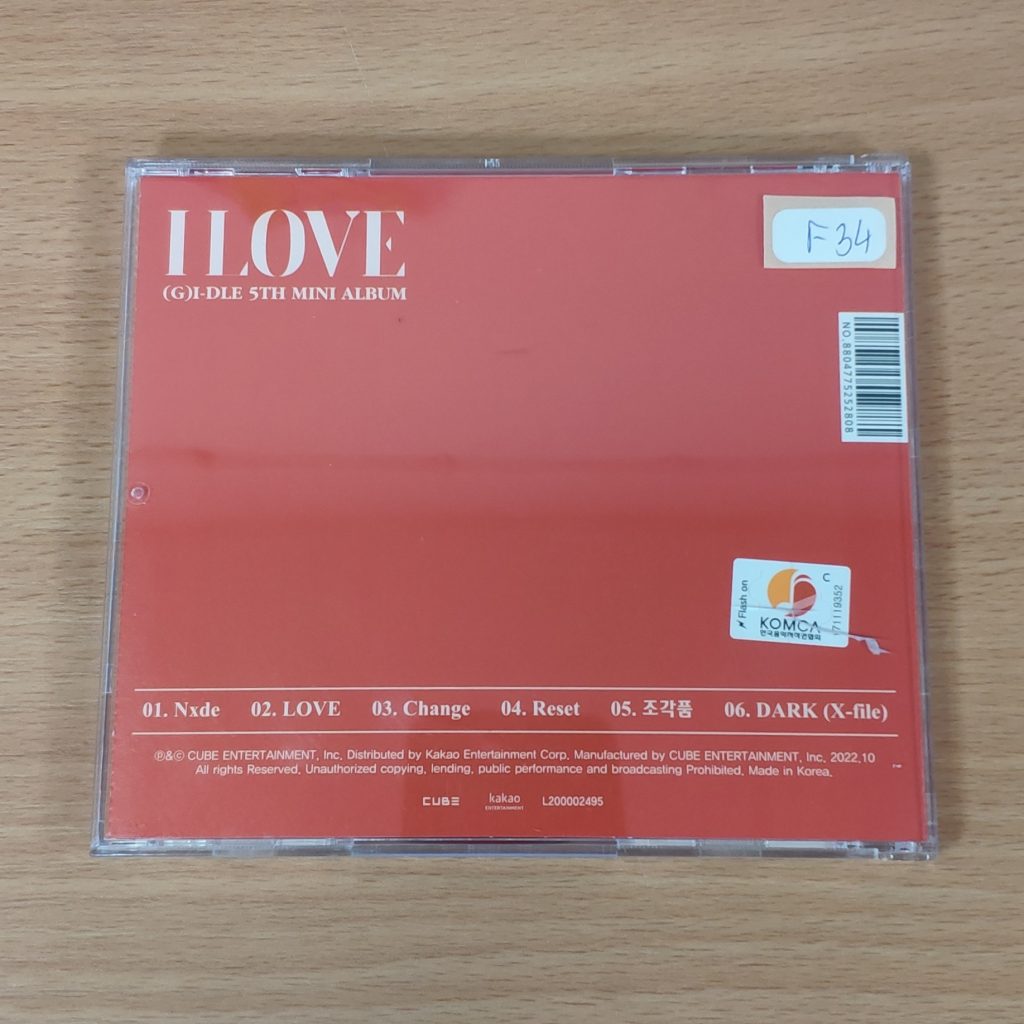 I LOVE
(G)I-DLE 5TH MINI ALBUM
F34
NO.8804775252808
Flash on
C
71119352
KOMCA
한국음악저작권협회
01. Nxde 02. LOVE 03. Change 04. Reset 05. 조각품 06. DARK (X-file)
℗&© CUBE ENTERTAINMENT, Inc. Distributed by Kakao Entertainment Corp. Manufactured by CUBE ENTERTAINMENT, Inc. 2022.10
All rights Reserved. Unauthorized copying, lending, public performance and broadcasting Prohibited. Made in Korea.
CUBE kakao ENTERTAINMENT L200002495